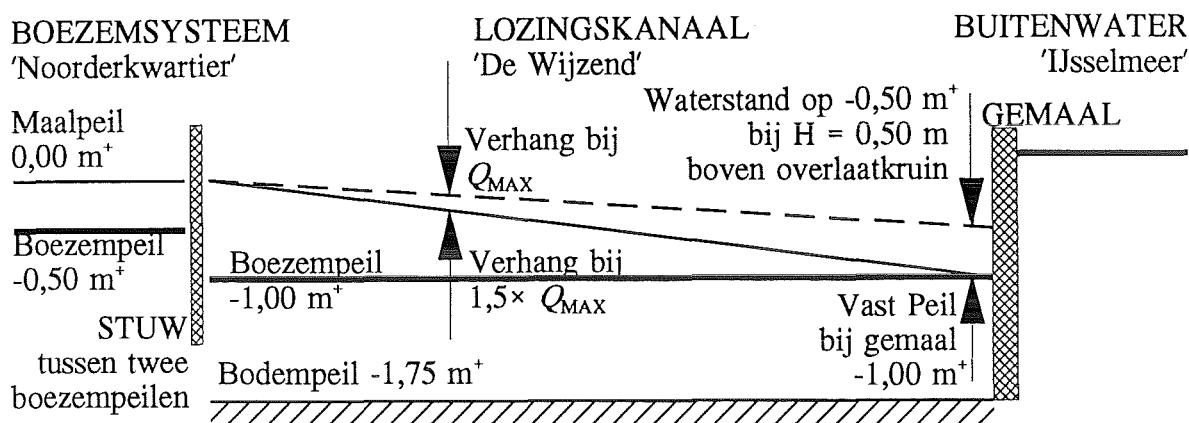 BOEZEMSYSTEEM
'Noorderkwartier'
LOZINGSKANAAL
'De Wijzend'
BUITENWATER
'IJsselmeer'
Maalpeil
0,00 m⁺
Verhang bij
Q_MAX
Waterstand op -0,50 m⁺
bij H = 0,50 m
boven overlaatkruin
GEMAAL
Boezempeil
-0,50 m⁺
Boezempeil
-1,00 m⁺
Verhang bij
1,5× Q_MAX
Vast Peil
bij gemaal
-1,00 m⁺
STUW
tussen twee
boezempeilen
Bodempeil -1,75 m⁺